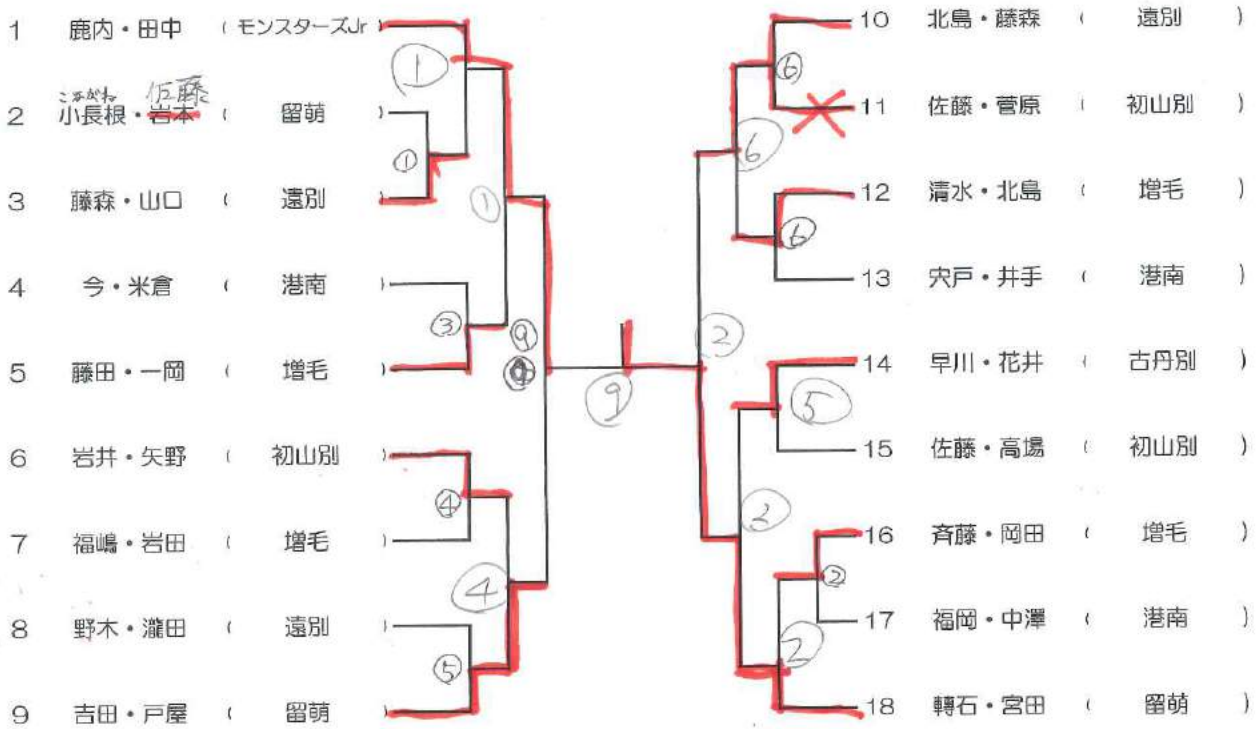 1 鹿内・田中 （ モンスターズJr ）
こながね 佐藤
2 小長根・岩本 （ 留萌 ）
3 藤森・山口 （ 遠別 ）
4 今・米倉 （ 港南 ）
5 藤田・一岡 （ 増毛 ）
6 岩井・矢野 （ 初山別 ）
7 福嶋・岩田 （ 増毛 ）
8 野木・瀧田 （ 遠別 ）
9 吉田・戸屋 （ 留萌 ）
①
①
①
③
⑨
④
④
⑤
9
10 北島・藤森 （ 遠別 ）
11 佐藤・菅原 （ 初山別 ）
12 清水・北島 （ 増毛 ）
13 宍戸・井手 （ 港南 ）
14 早川・花井 （ 古丹別 ）
15 佐藤・高場 （ 初山別 ）
16 斉藤・岡田 （ 増毛 ）
17 福岡・中澤 （ 港南 ）
18 轉石・宮田 （ 留萌 ）
⑥
⑥
⑥
②
⑤
②
②
②